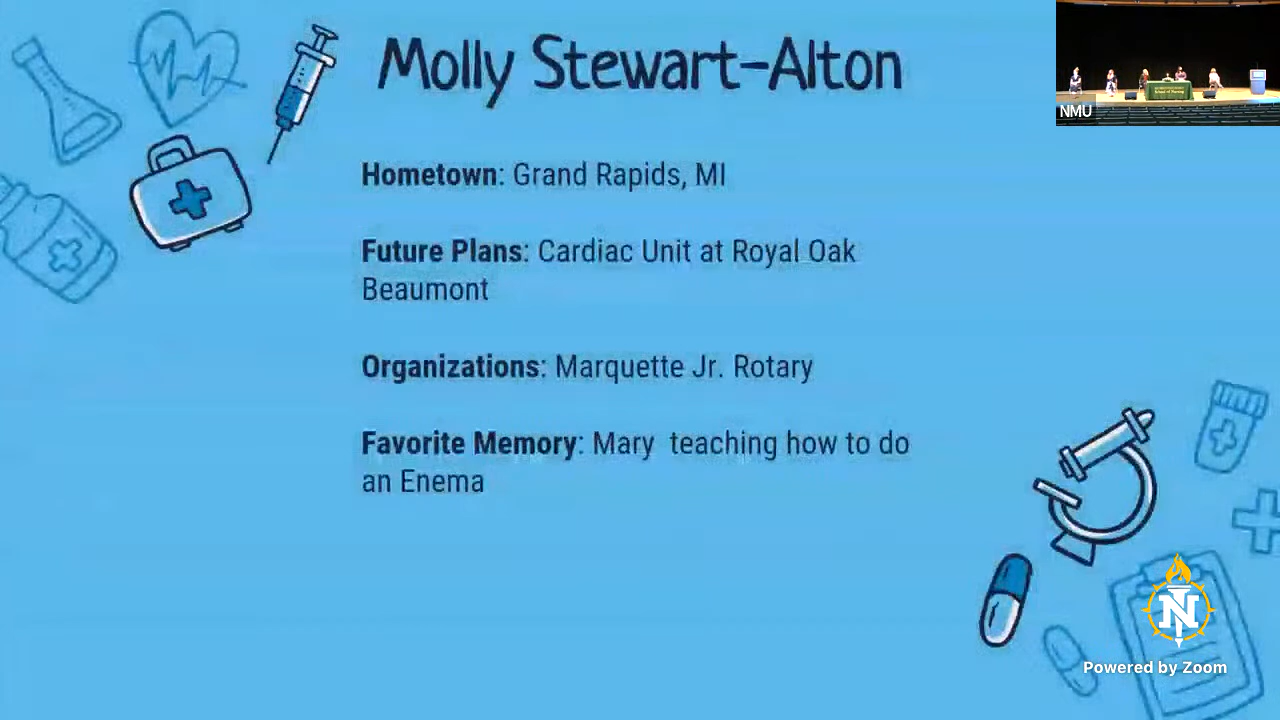 Molly Stewart-Alton
NMU
Hometown: Grand Rapids, MI
Future Plans: Cardiac Unit at Royal Oak
Beaumont
Organizations: Marquette Jr. Rotary
Favorite Memory: Mary  teaching how to do
an Enema
N
Powered by Zoom